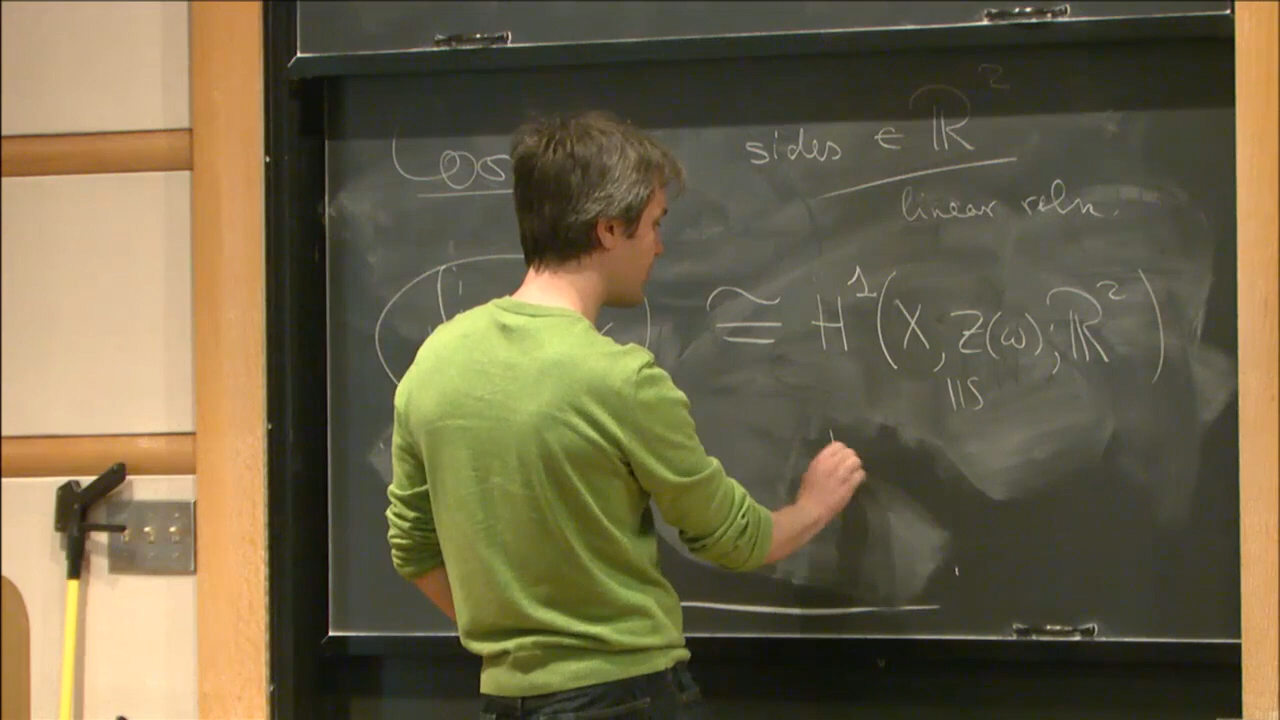 sides ∈ ℝ²
linear reln.
≅ H¹(X, Z(ω); ℝ²)